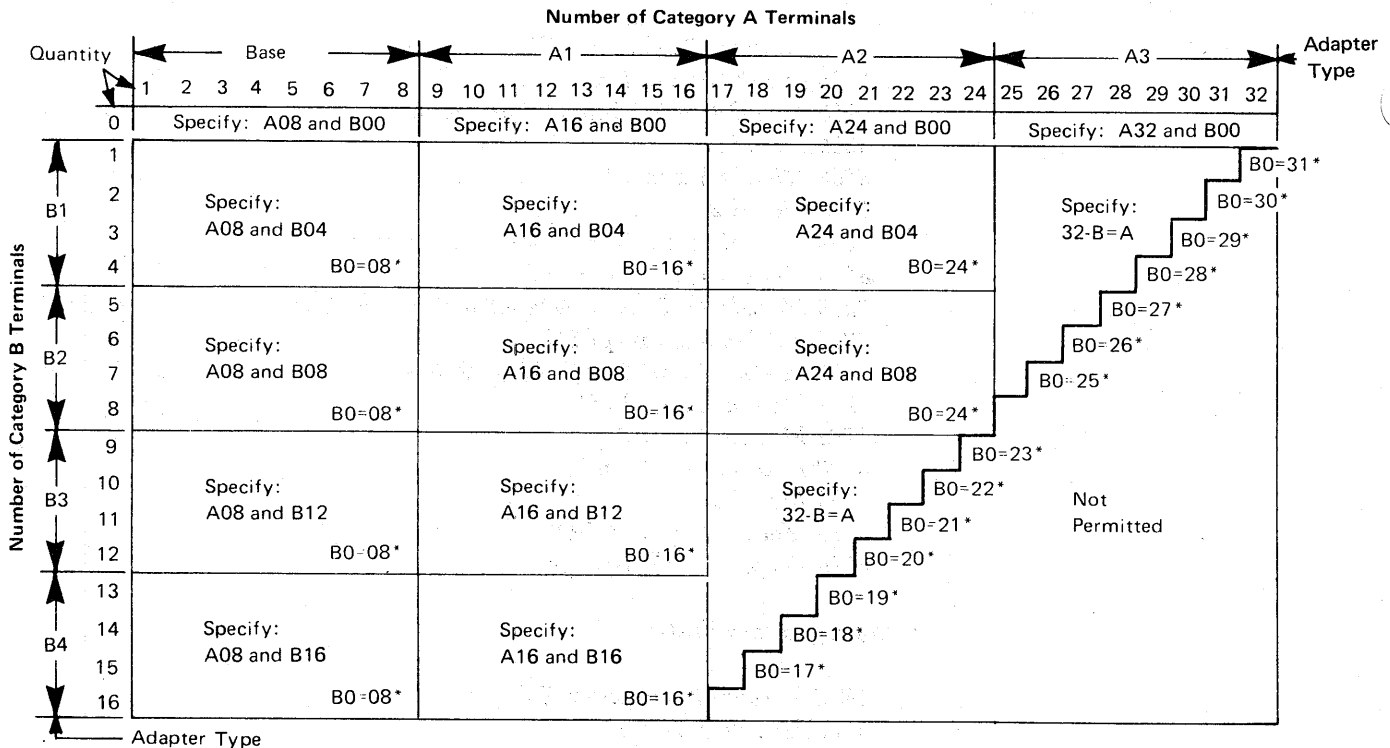 Number of Category A Terminals
Quantity Base A1 A2 A3 Adapter Type
1 2 3 4 5 6 7 8 9 10 11 12 13 14 15 16 17 18 19 20 21 22 23 24 25 26 27 28 29 30 31 32
0 Specify: A08 and B00 Specify: A16 and B00 Specify: A24 and B00 Specify: A32 and B00
Number of Category B Terminals
B1
1
2
3
4
Specify:
A08 and B04
B0=08*
Specify:
A16 and B04
B0=16*
Specify:
A24 and B04
B0=24*
Specify:
32-B=A
B0=31*
B0=30*
B0=29*
B0=28*
B2
5
6
7
8
Specify:
A08 and B08
B0=08*
Specify:
A16 and B08
B0=16*
Specify:
A24 and B08
B0=24*
B0=27*
B0=26*
B0=25*
B3
9
10
11
12
Specify:
A08 and B12
B0=08*
Specify:
A16 and B12
B0=16*
Specify:
32-B=A
B0=23*
B0=22*
B0=21*
B0=20*
Not
Permitted
B4
13
14
15
16
Specify:
A08 and B16
B0=08*
Specify:
A16 and B16
B0=16*
B0=19*
B0=18*
B0=17*
Adapter Type